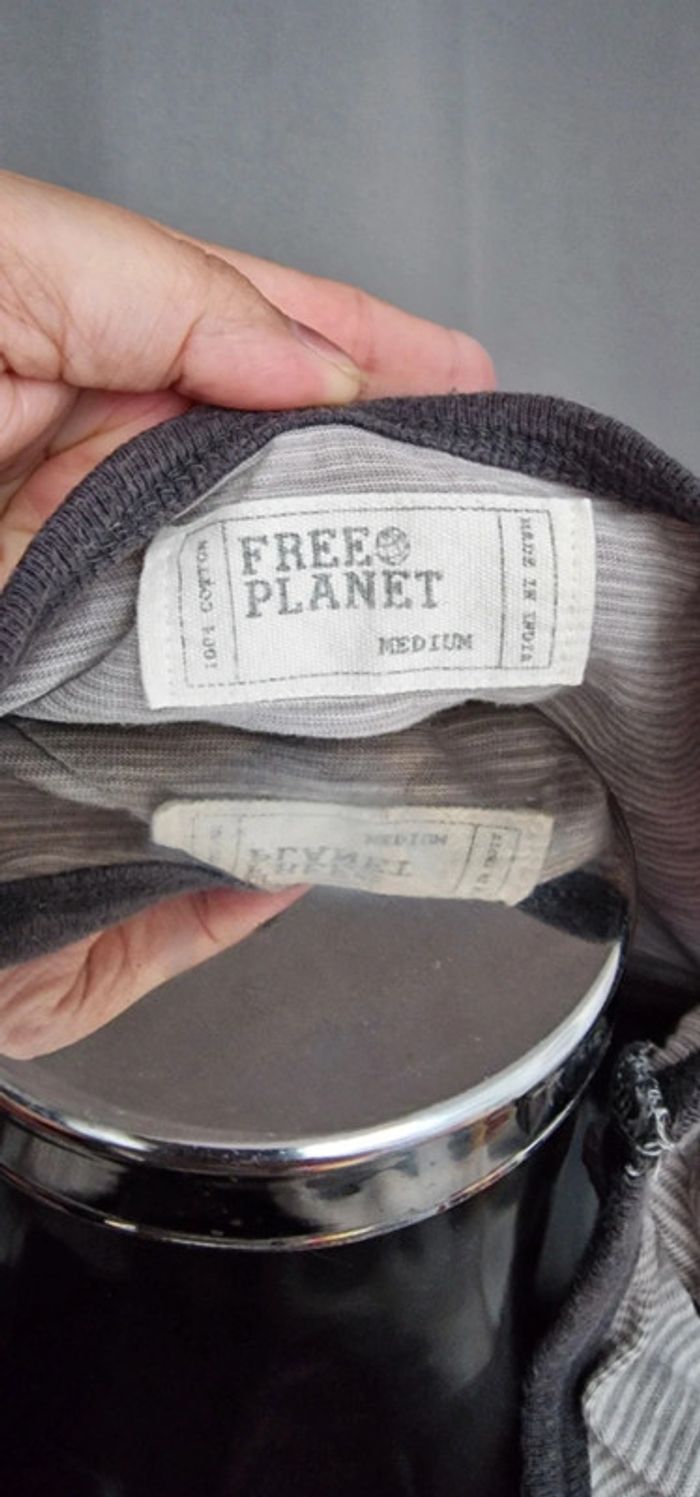 100% COTTON
FREE
PLANET
MEDIUM
MADE IN INDIA